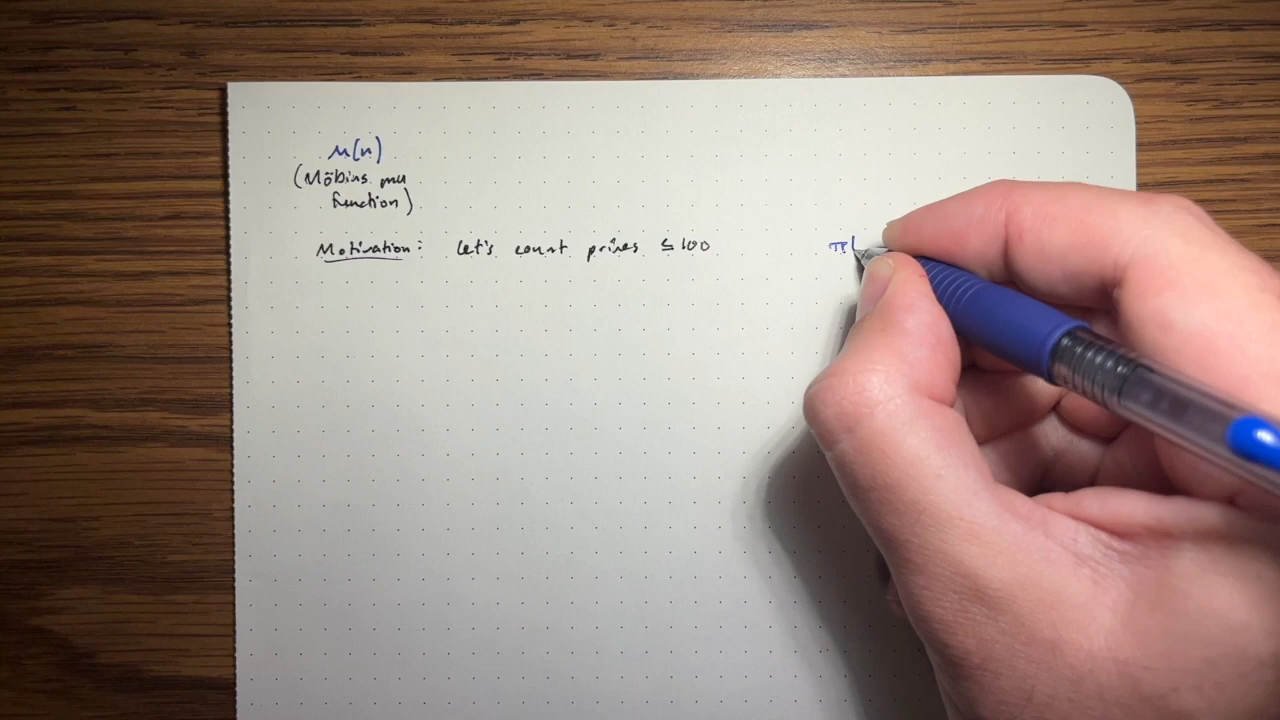 μ(n)
(Möbius mu
function)
Motivation: Let's count primes ≤ 100 π(